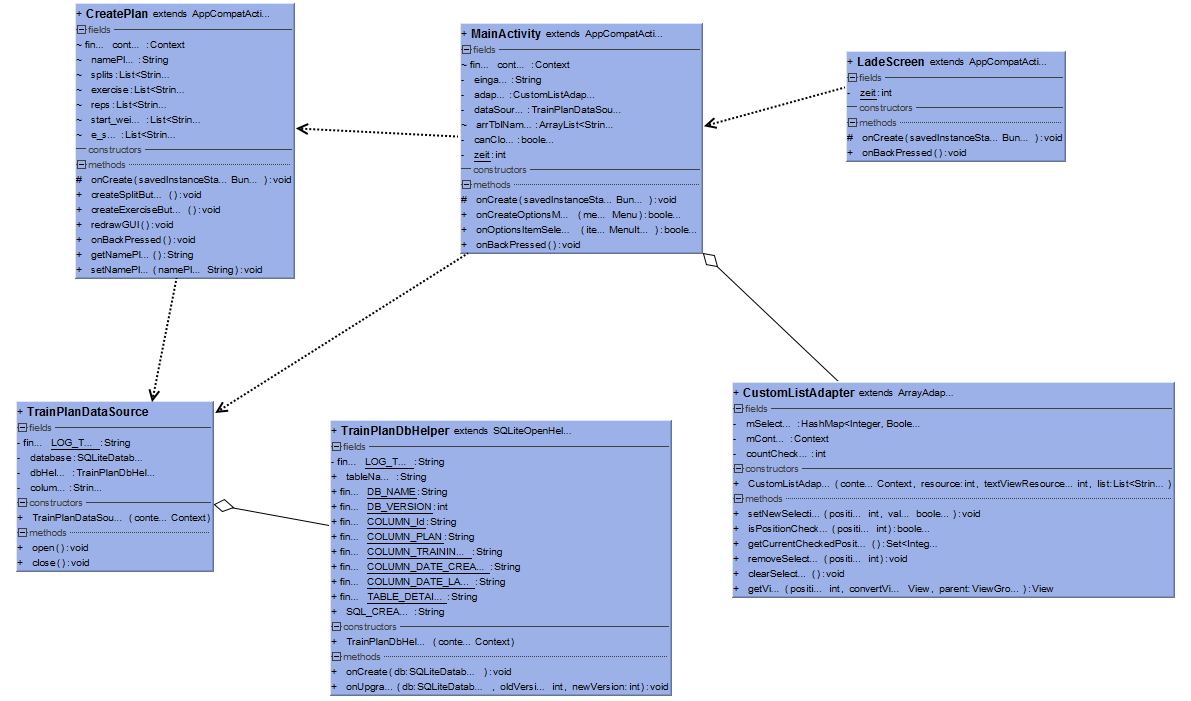 + CreatePlan extends AppCompatActi...
fields
~ fin... cont... : Context
~ namePl... : String
~ splits : List<Strin...
~ exercise : List<Strin...
~ reps : List<Strin...
~ start_wei... : List<Strin...
~ e_s... : List<Strin...
constructors
methods
# onCreate ( savedInstanceSta... Bun... ) : void
+ createSplitBut... ( ) : void
+ createExerciseBut... ( ) : void
+ redrawGUI ( ) : void
+ onBackPressed ( ) : void
+ getNamePl... ( ) : String
+ setNamePl... ( namePl... String ) : void
+ MainActivity extends AppCompatActi...
fields
~ fin... cont... : Context
- einga... : String
- adap... : CustomListAdap...
- dataSour... : TrainPlanDataSou...
~ arrTblNam... : ArrayList<Strin...
- canClo... : boole...
- zeit : int
constructors
methods
# onCreate ( savedInstanceSta... Bun... ) : void
+ onCreateOptionsM... ( me... Menu ) : boole...
+ onOptionsItemSele... ( ite... MenuIt... ) : boole...
+ onBackPressed ( ) : void
+ LadeScreen extends AppCompatActi...
fields
- zeit : int
constructors
methods
# onCreate ( savedInstanceSta... Bun... ) : void
+ onBackPressed ( ) : void
+ TrainPlanDataSource
fields
- fin... LOG_T... : String
- database : SQLiteDatab...
- dbHel... : TrainPlanDbHel...
- colum... : Strin...
constructors
+ TrainPlanDataSou... ( conte... Context )
methods
+ open ( ) : void
+ close ( ) : void
+ TrainPlanDbHelper extends SQLiteOpenHel...
fields
- fin... LOG_T... : String
+ tableNa... : String
+ fin... DB_NAME : String
+ fin... DB_VERSION : int
+ fin... COLUMN_Id : String
+ fin... COLUMN_PLAN : String
+ fin... COLUMN_TRAININ... : String
+ fin... COLUMN_DATE_CREA... : String
+ fin... COLUMN_DATE_LA... : String
+ fin... TABLE_DETAI... : String
+ SQL_CREA... : String
constructors
+ TrainPlanDbHel... ( conte... Context )
methods
+ onCreate ( db: SQLiteDatab... ) : void
+ onUpgra... ( db: SQLiteDatab... , oldVersi... int, newVersion: int ) : void
+ CustomListAdapter extends ArrayAdap...
fields
- mSelect... : HashMap<Integer, Boole...
- mCont... : Context
- countCheck... : int
constructors
+ CustomListAdap... ( conte... Context, resource: int, textViewResource... int, list: List<Strin... )
methods
+ setNewSelecti... ( positi... int, val... boole... ) : void
+ isPositionCheck... ( positi... int ) : boole...
+ getCurrentCheckedPosit... ( ) : Set<Integ...
+ removeSelect... ( positi... int ) : void
+ clearSelect... ( ) : void
+ getVi... ( positi... int, convertVi... View, parent: ViewGro... ) : View